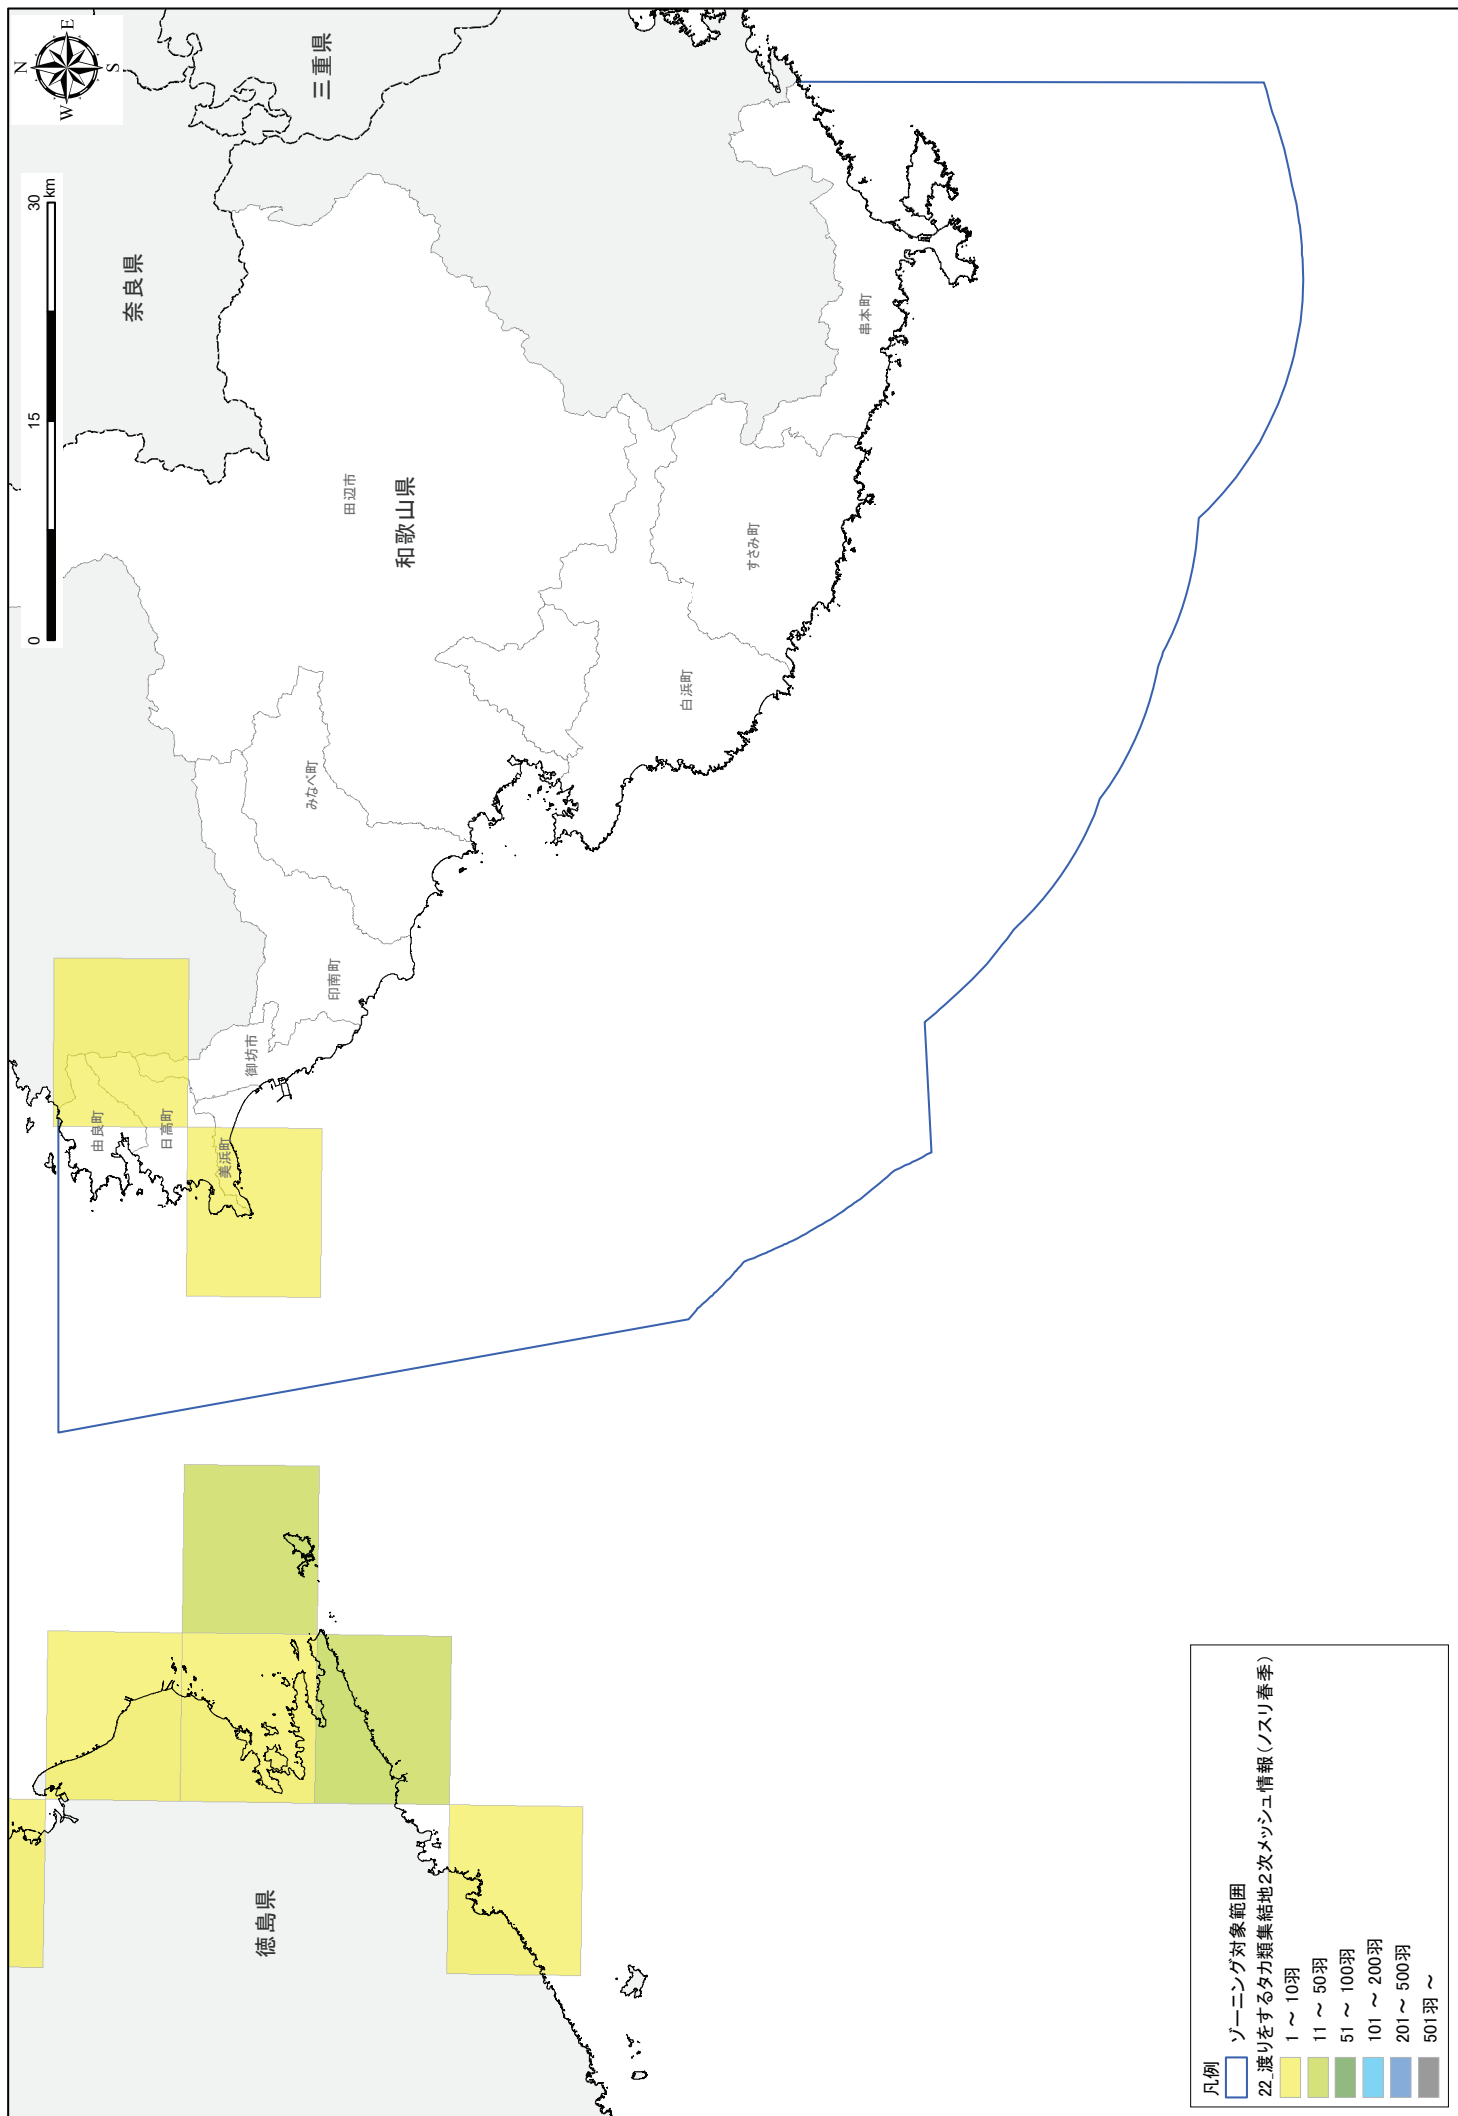 N
W
E
S
0
15
30
km
奈良県
三重県
和歌山県
徳島県
田辺市
みなべ町
印南町
御坊市
由良町
日高町
美浜町
白浜町
すさみ町
串本町
凡例
ゾーニング対象範囲
22_渡りをするタカ類集結地2次メッシュ情報(ノスリ春季)
1 ～ 10羽
11 ～ 50羽
51 ～ 100羽
101 ～ 200羽
201～ 500羽
501羽 ～